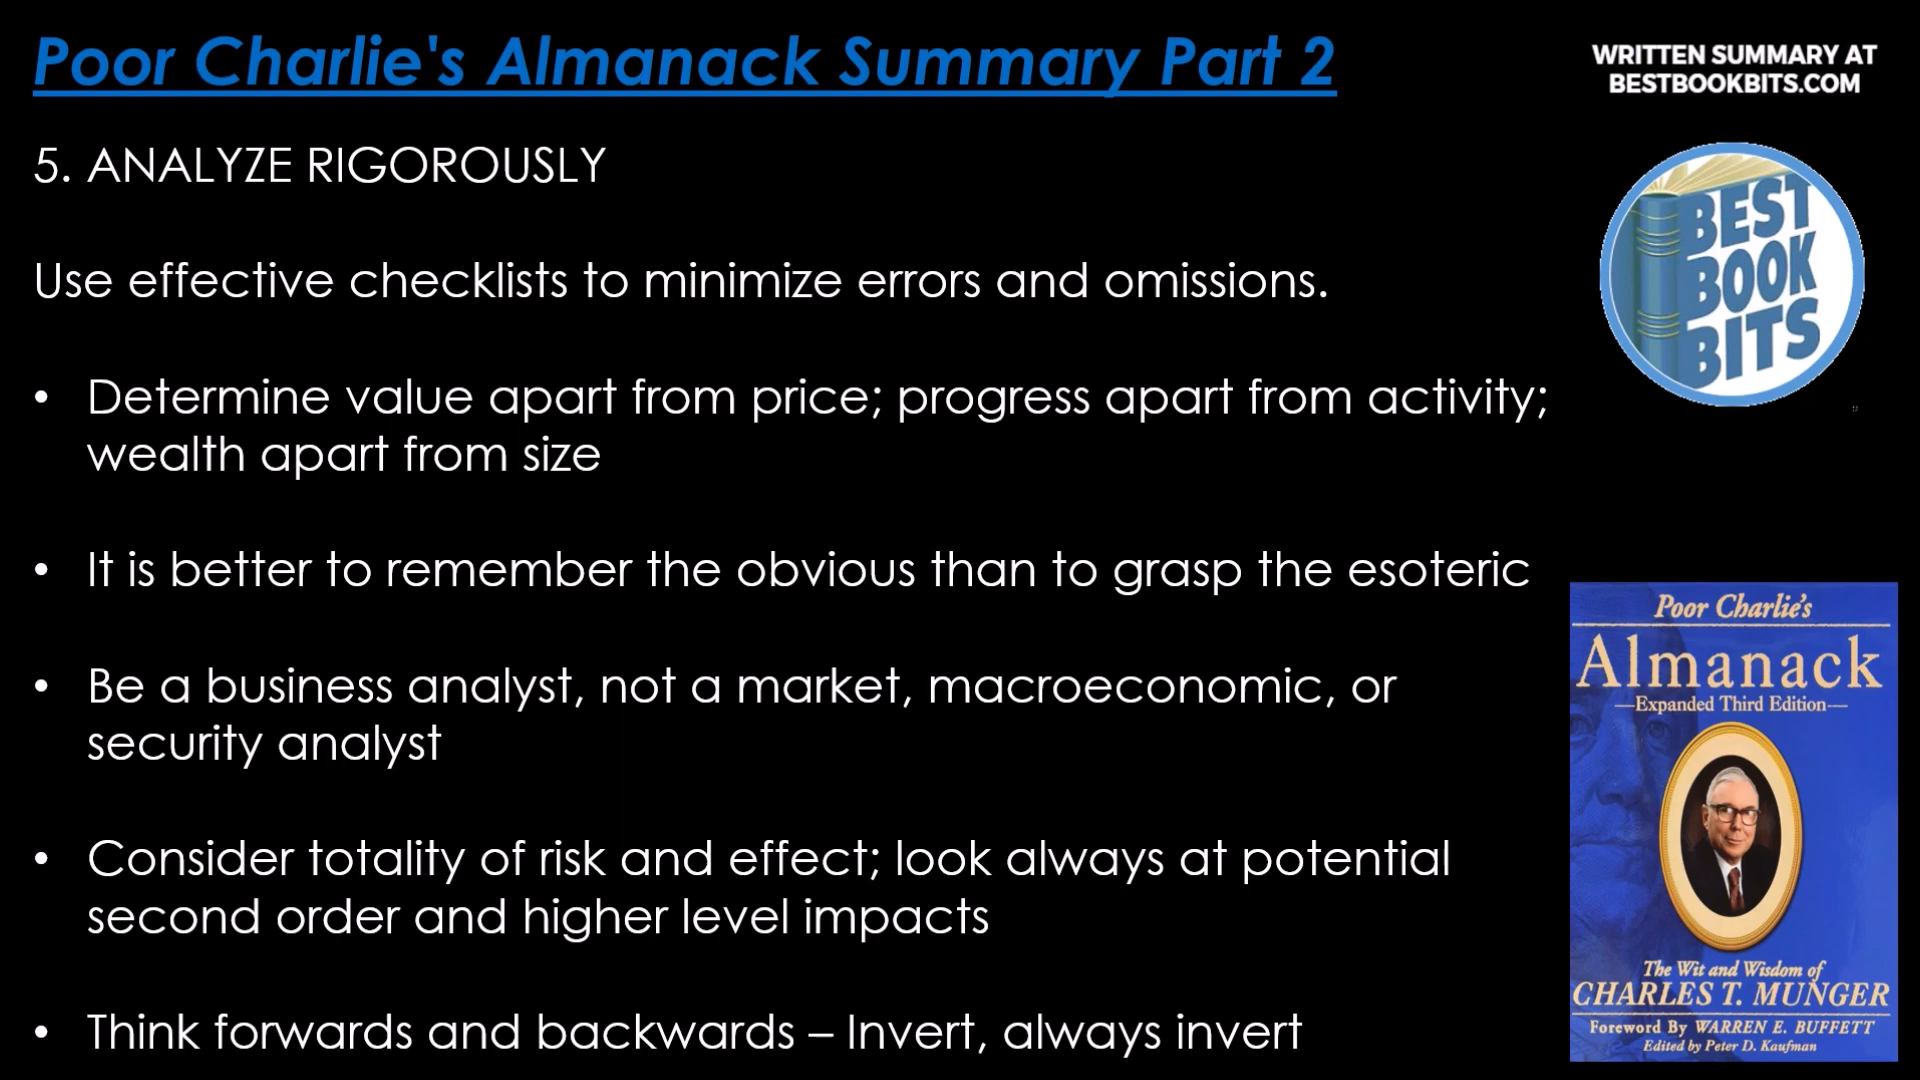 Poor Charlie's Almanack Summary Part 2
WRITTEN SUMMARY AT
BESTBOOKBITS.COM
5. ANALYZE RIGOROUSLY
Use effective checklists to minimize errors and omissions.
• Determine value apart from price; progress apart from activity;
wealth apart from size
• It is better to remember the obvious than to grasp the esoteric
• Be a business analyst, not a market, macroeconomic, or
security analyst
• Consider totality of risk and effect; look always at potential
second order and higher level impacts
• Think forwards and backwards – Invert, always invert
BEST
BOOK
BITS
Poor Charlie's
Almanack
—Expanded Third Edition—
The Wit and Wisdom of
CHARLES T. MUNGER
Foreword By WARREN E. BUFFETT
Edited by Peter D. Kaufman